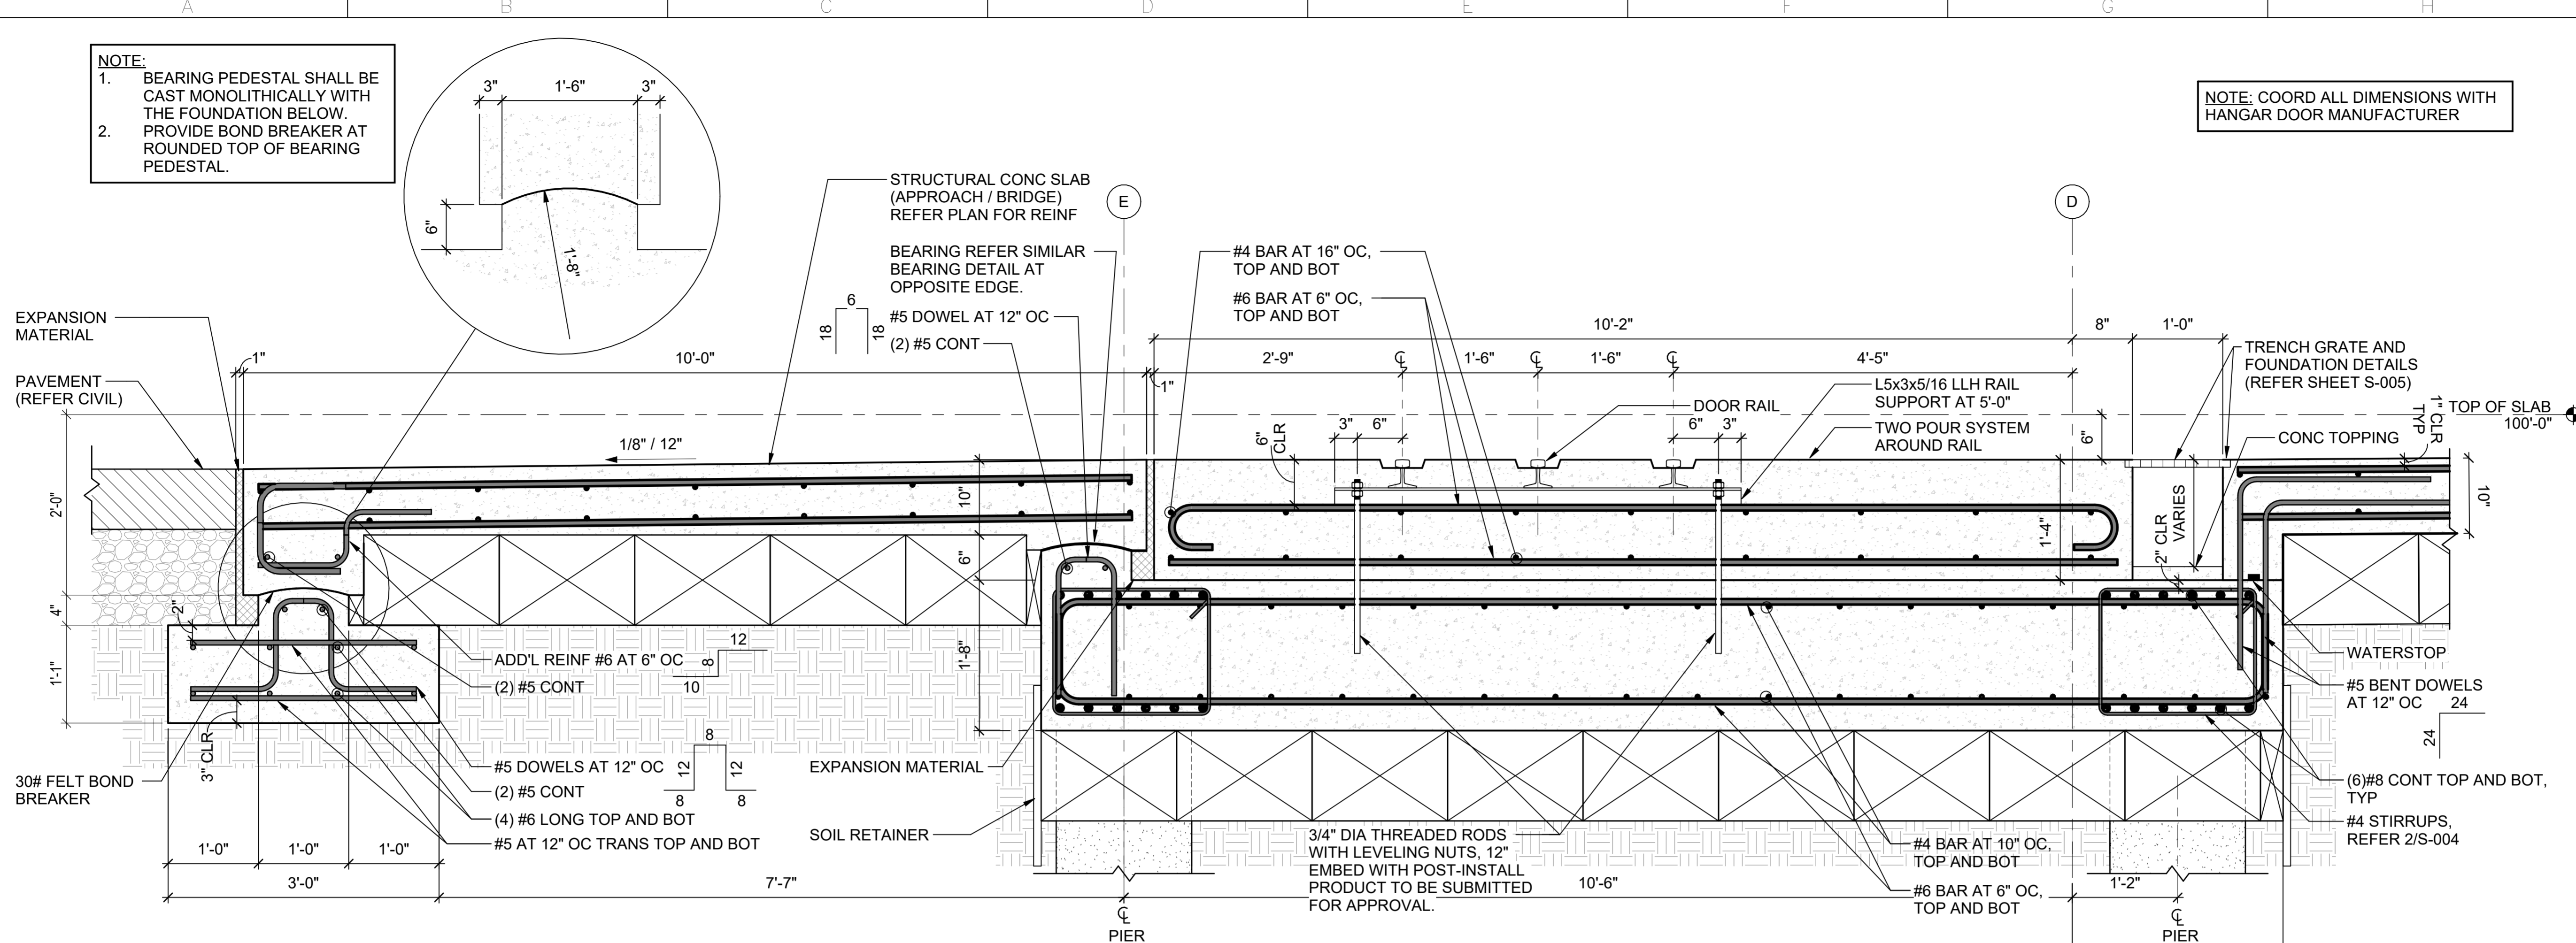 A B C D E F G H
NOTE:
1. BEARING PEDESTAL SHALL BE
CAST MONOLITHICALLY WITH
THE FOUNDATION BELOW.
2. PROVIDE BOND BREAKER AT
ROUNDED TOP OF BEARING
PEDESTAL.
3" 1'-6" 3"
6"
1'-8"
NOTE: COORD ALL DIMENSIONS WITH
HANGAR DOOR MANUFACTURER
STRUCTURAL CONC SLAB
(APPROACH / BRIDGE)
REFER PLAN FOR REINF
BEARING REFER SIMILAR
BEARING DETAIL AT
OPPOSITE EDGE.
6
18 18
#5 DOWEL AT 12" OC
(2) #5 CONT
E
D
#4 BAR AT 16" OC,
TOP AND BOT
#6 BAR AT 6" OC,
TOP AND BOT
EXPANSION
MATERIAL
PAVEMENT
(REFER CIVIL)
10'-2" 8" 1'-0"
1" 10'-0" 1" 2'-9" ℄ 1'-6" ℄ 1'-6" ℄ 4'-5"
TRENCH GRATE AND
FOUNDATION DETAILS
(REFER SHEET S-005)
L5x3x5/16 LLH RAIL
SUPPORT AT 5'-0"
DOOR RAIL
TWO POUR SYSTEM
AROUND RAIL
CONC TOPPING
1" CLR
TYP
TOP OF SLAB
100'-0"
1/8" / 12"
6"
CLR
3" 6" 6" 3"
6"
2'-0"
4"
1'-1"
2"
10"
6"
1'-8"
1'-4"
2" CLR
VARIES
10"
ADD'L REINF #6 AT 6" OC
(2) #5 CONT
12
8
10
WATERSTOP
#5 BENT DOWELS
AT 12" OC
24
24
3" CLR
30# FELT BOND
BREAKER
#5 DOWELS AT 12" OC
(2) #5 CONT
(4) #6 LONG TOP AND BOT
#5 AT 12" OC TRANS TOP AND BOT
8
12 12
8 8
EXPANSION MATERIAL
SOIL RETAINER
3/4" DIA THREADED RODS
WITH LEVELING NUTS, 12"
EMBED WITH POST-INSTALL
PRODUCT TO BE SUBMITTED
FOR APPROVAL.
#4 BAR AT 10" OC,
TOP AND BOT
#6 BAR AT 6" OC,
TOP AND BOT
(6)#8 CONT TOP AND BOT,
TYP
#4 STIRRUPS,
REFER 2/S-004
1'-0" 1'-0" 1'-0"
3'-0" 7'-7" 10'-6" 1'-2"
℄
PIER
℄
PIER